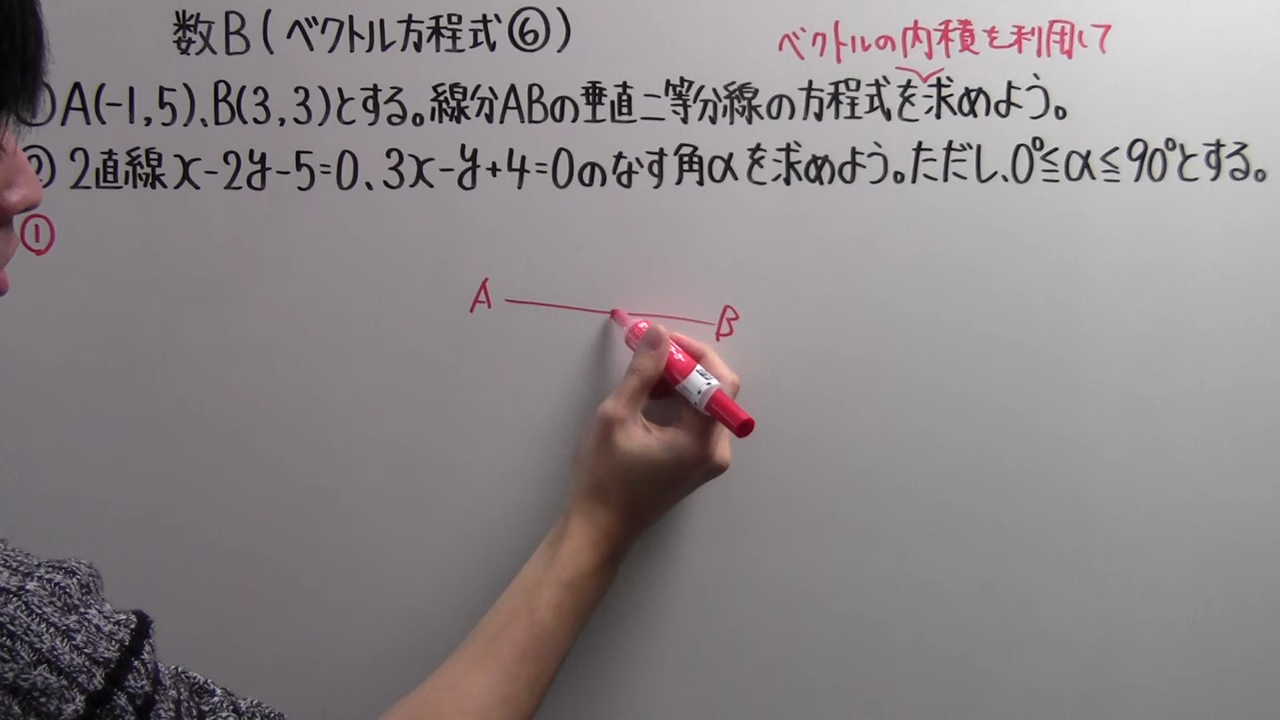 数B(ベクトル方程式⑥)
ベクトルの内積を利用して
①A(-1,5)、B(3,3)とする。線分ABの垂直二等分線の方程式を求めよう。
②2直線x-2y-5=0、3x-y+4=0のなす角αを求めよう。ただし、0°≦α≦90°とする。
①
A
B